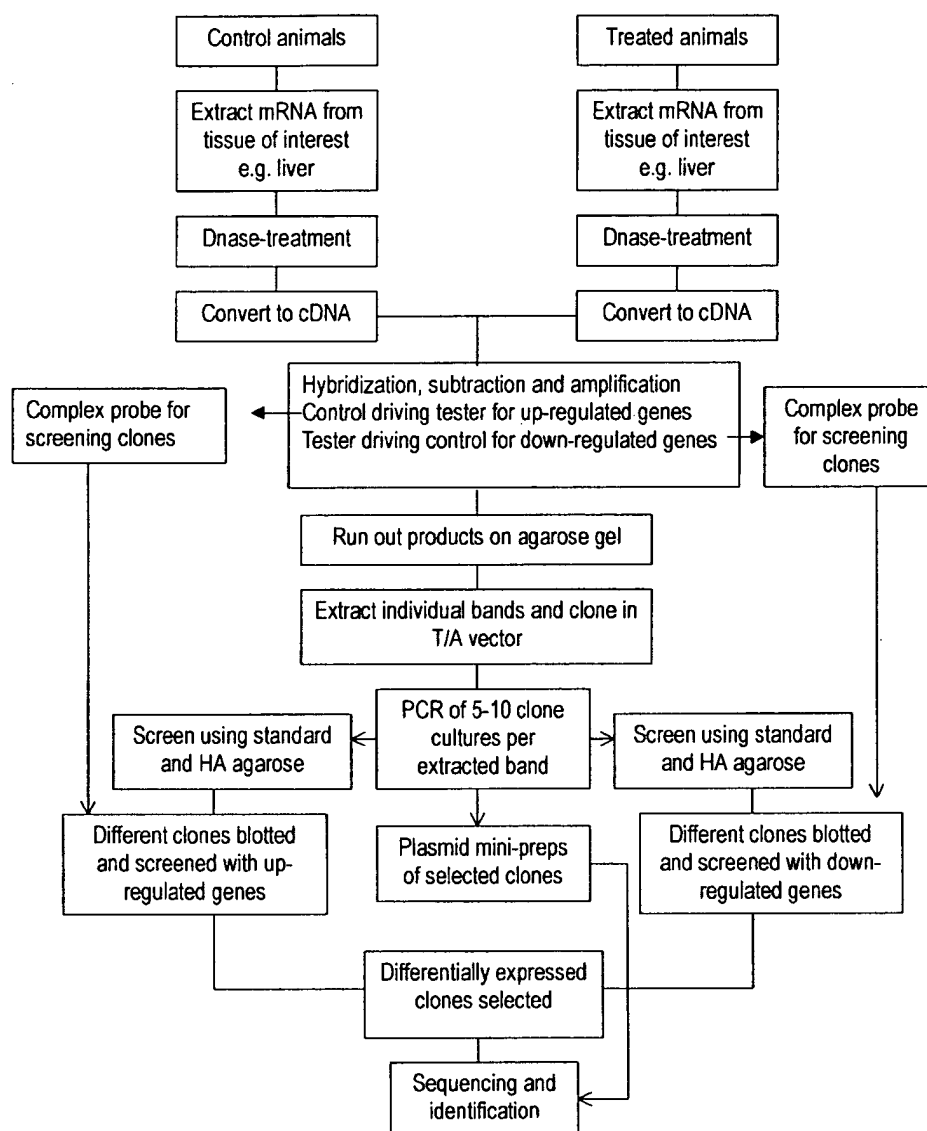 Control animals
Treated animals
Extract mRNA from
tissue of interest
e.g. liver
Extract mRNA from
tissue of interest
e.g. liver
Dnase-treatment
Dnase-treatment
Convert to cDNA
Convert to cDNA
Hybridization, subtraction and amplification
Control driving tester for up-regulated genes
Tester driving control for down-regulated genes
Complex probe for
screening clones
Complex probe
for screening
clones
Run out products on agarose gel
Extract individual bands and clone in
T/A vector
PCR of 5-10 clone
cultures per
extracted band
Screen using standard
and HA agarose
Screen using standard
and HA agarose
Different clones blotted
and screened with up-
regulated genes
Plasmid mini-preps
of selected clones
Different clones blotted
and screened with down-
regulated genes
Differentially expressed
clones selected
Sequencing and
identification